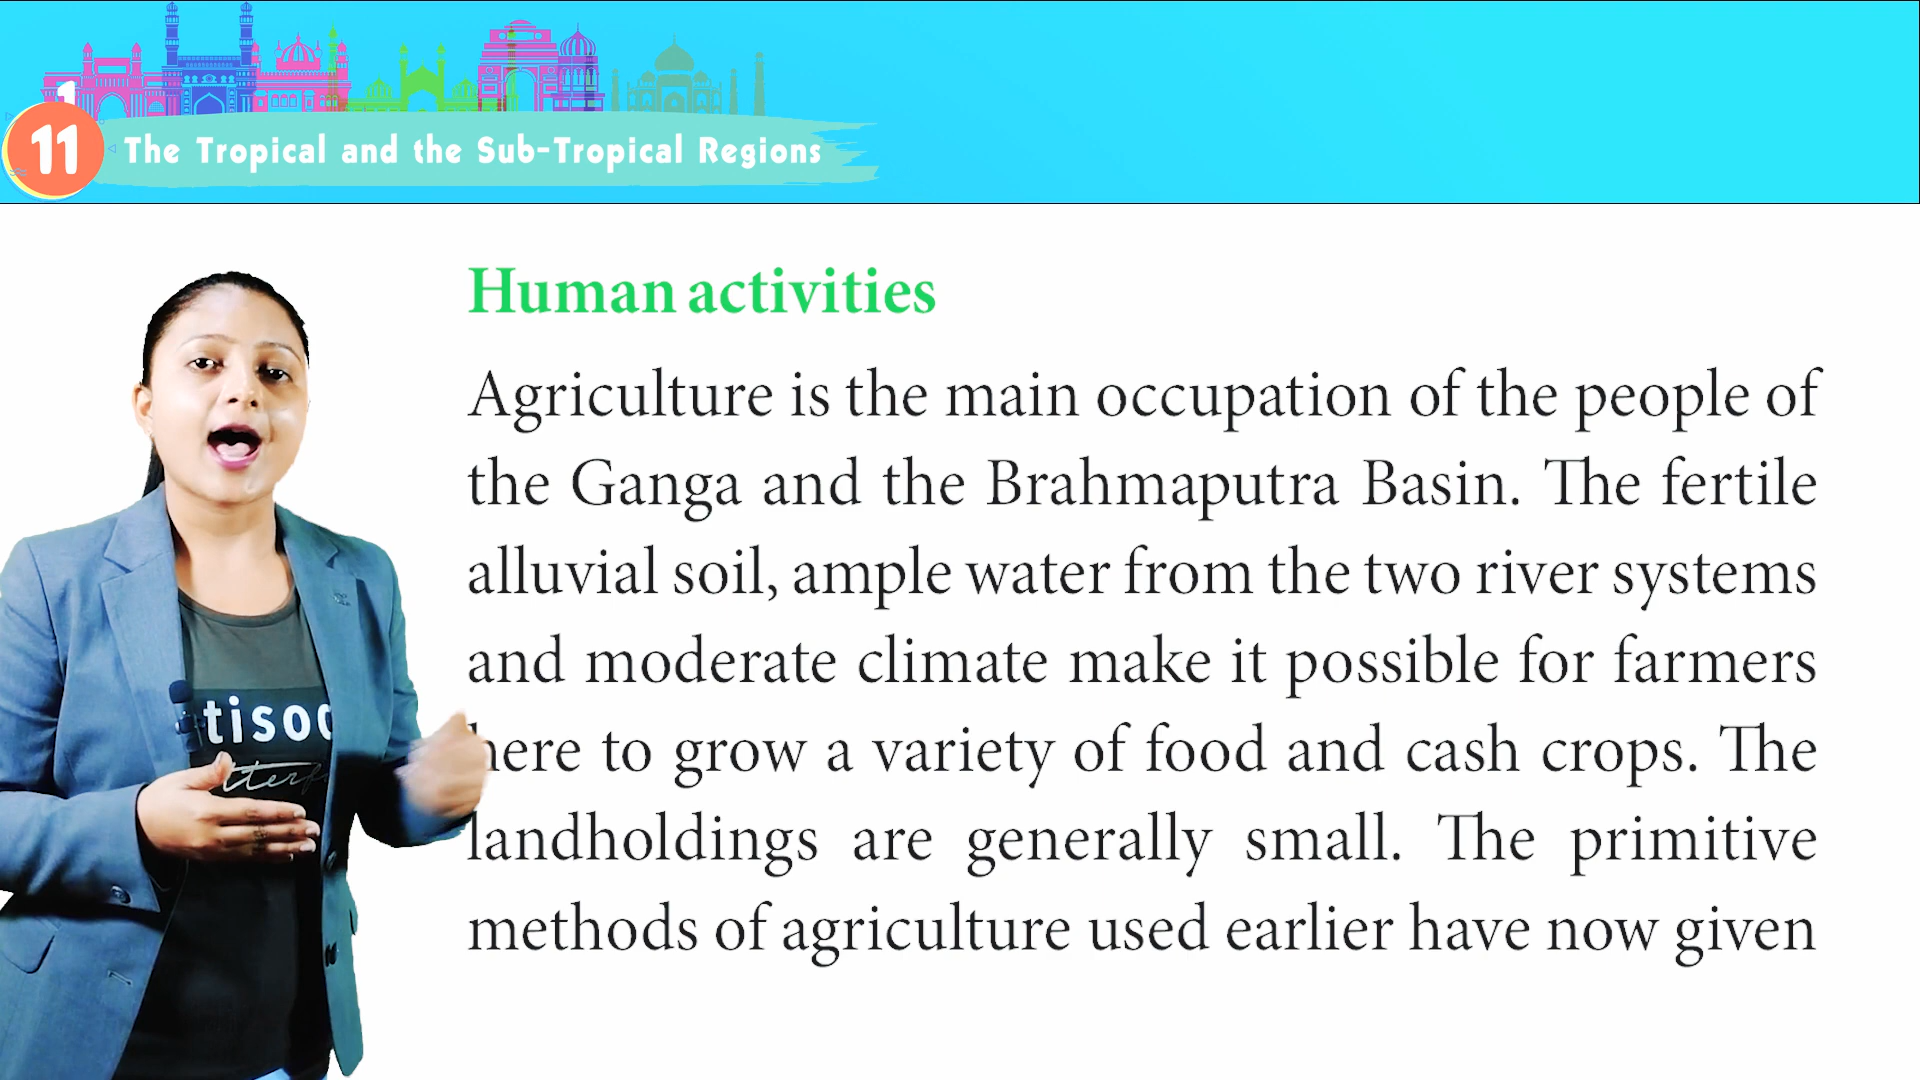 11 The Tropical and the Sub-Tropical Regions
Human activities
Agriculture is the main occupation of the people of
the Ganga and the Brahmaputra Basin. The fertile
alluvial soil, ample water from the two river systems
and moderate climate make it possible for farmers
here to grow a variety of food and cash crops. The
landholdings are generally small. The primitive
methods of agriculture used earlier have now given
tisoc